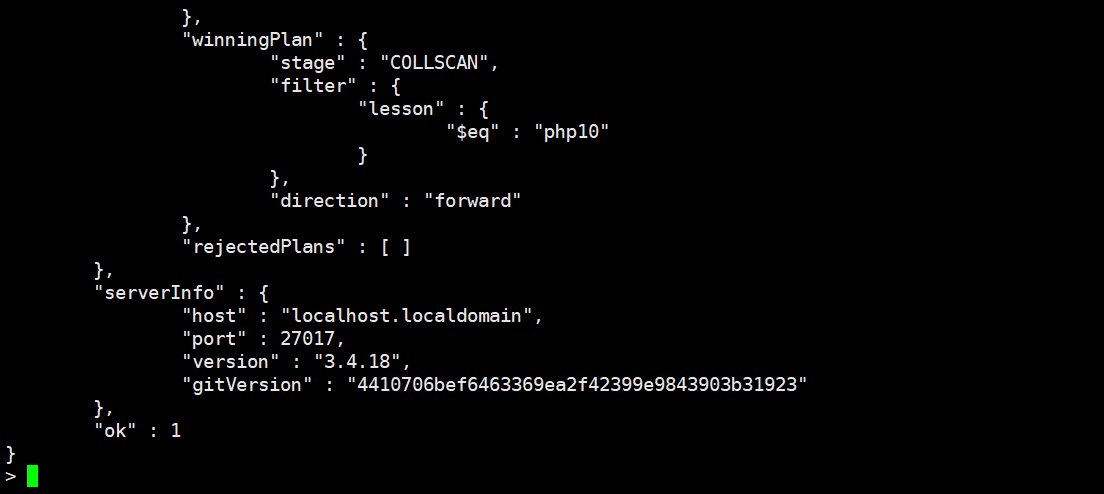 },
                "winningPlan" : {
                        "stage" : "COLLSCAN",
                        "filter" : {
                                "lesson" : {
                                        "$eq" : "php10"
                                }
                        },
                        "direction" : "forward"
                },
                "rejectedPlans" : [ ]
        },
        "serverInfo" : {
                "host" : "localhost.localdomain",
                "port" : 27017,
                "version" : "3.4.18",
                "gitVersion" : "4410706bef6463369ea2f42399e9843903b31923"
        },
        "ok" : 1
}
>